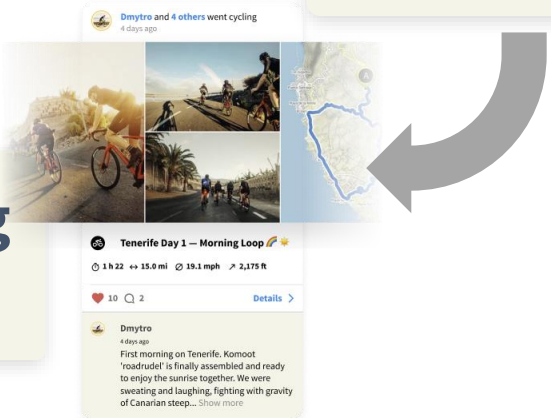 Dmytro and 4 others went cycling
4 days ago
g
Tenerife Day 1 — Morning Loop 🌈 ☀️
1 h 22 ↔ 15.0 mi ∅ 19.1 mph ↗ 2,175 ft
10 2 Details >
Dmytro
4 days ago
First morning on Tenerife. Komoot
'roadrudel' is finally assembled and ready
to enjoy the sunrise together. We were
sweating and laughing, fighting with gravity
of Canarian steep... Show more